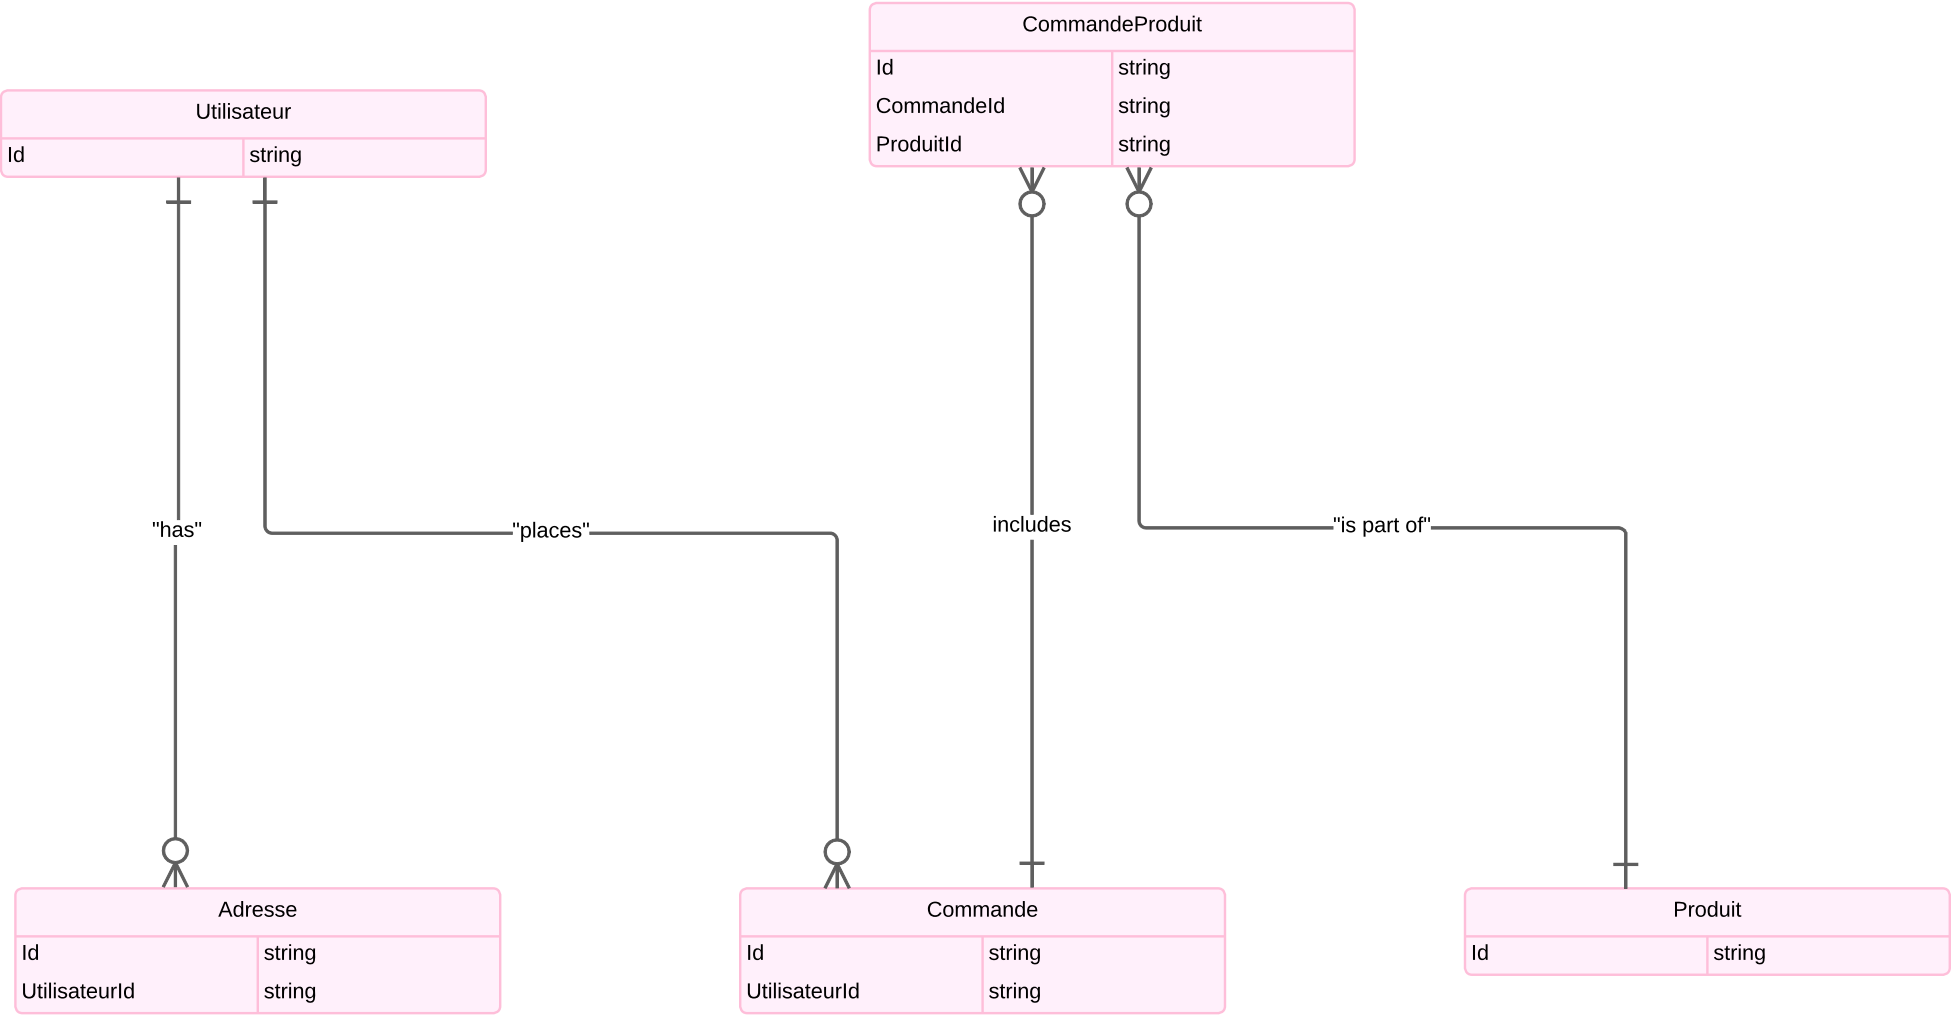 CommandeProduit
Id string
CommandeId string
ProduitId string
Utilisateur
Id string
"has"
"places"
includes
"is part of"
Adresse
Id string
UtilisateurId string
Commande
Id string
UtilisateurId string
Produit
Id string